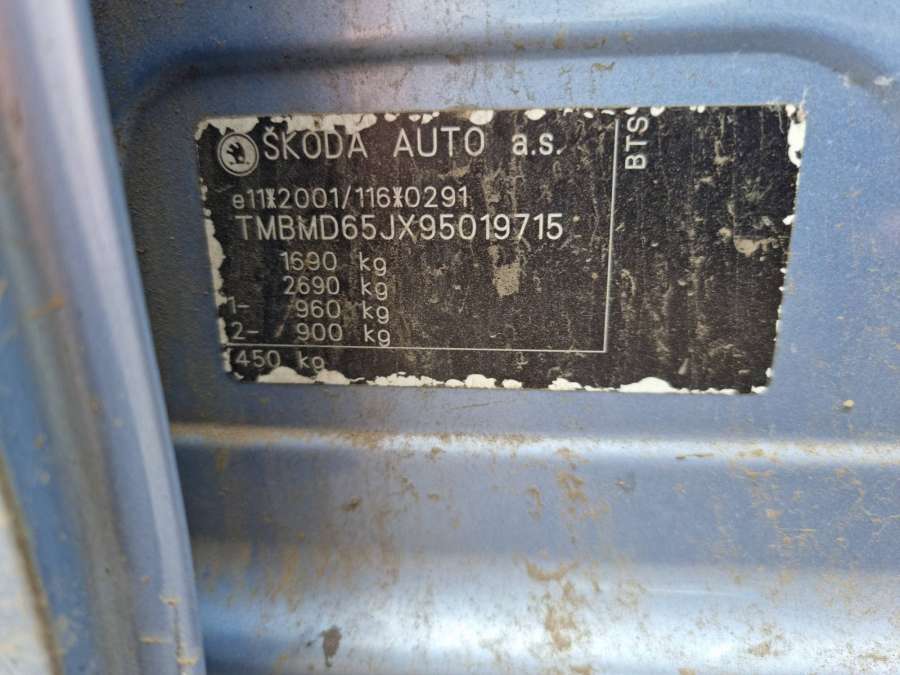 ŠKODA AUTO a.s.
BTS
e11*2001/116*0291
TMBMD65JX95019715
1690 kg
2690 kg
1- / 960 kg
2- / 900 kg
450 kg